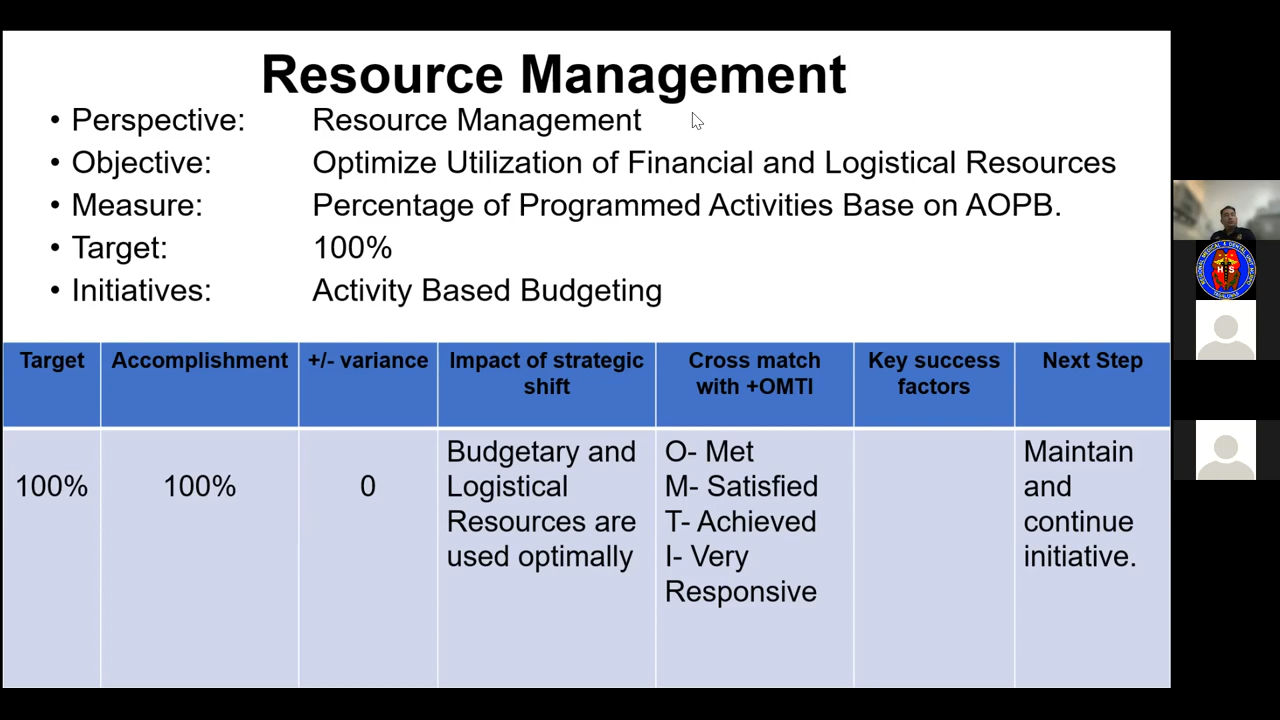 Resource Management
• Perspective: Resource Management
• Objective: Optimize Utilization of Financial and Logistical Resources
• Measure: Percentage of Programmed Activities Base on AOPB.
• Target: 100%
• Initiatives: Activity Based Budgeting
Target
Accomplishment
+/- variance
Impact of strategic
shift
Cross match
with +OMTI
Key success
factors
Next Step
100%
100%
0
Budgetary and
Logistical
Resources are
used optimally
O- Met
M- Satisfied
T- Achieved
I- Very
Responsive
Maintain
and
continue
initiative.